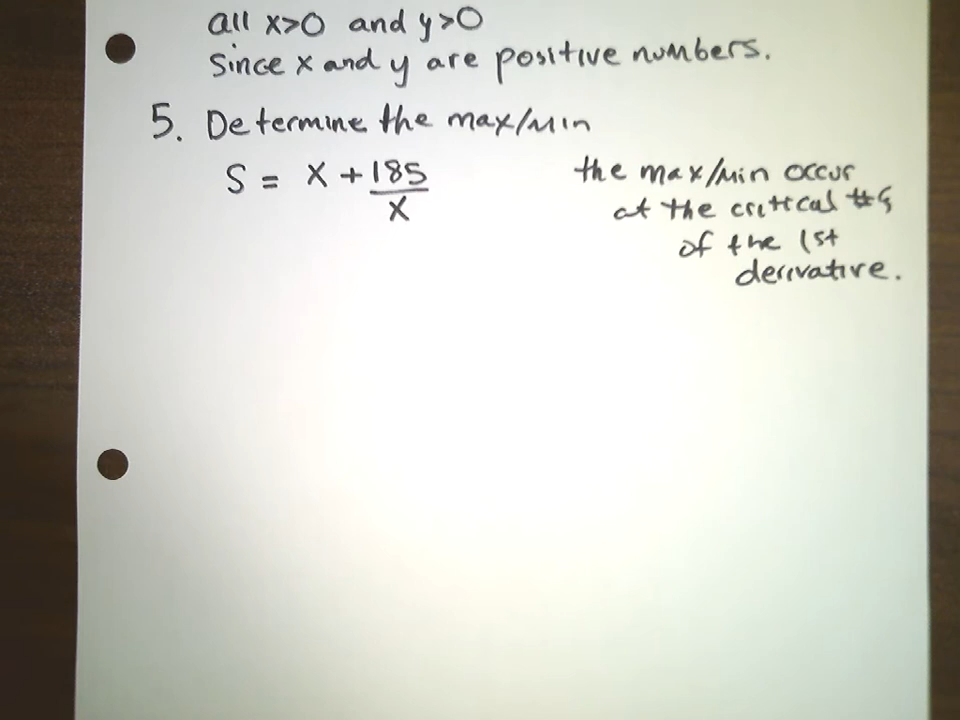 all x>0 and y>0
since x and y are positive numbers.
5. Determine the max/min
S = x + 185/x
the max/min occur
at the critical #s
of the 1st
derivative.